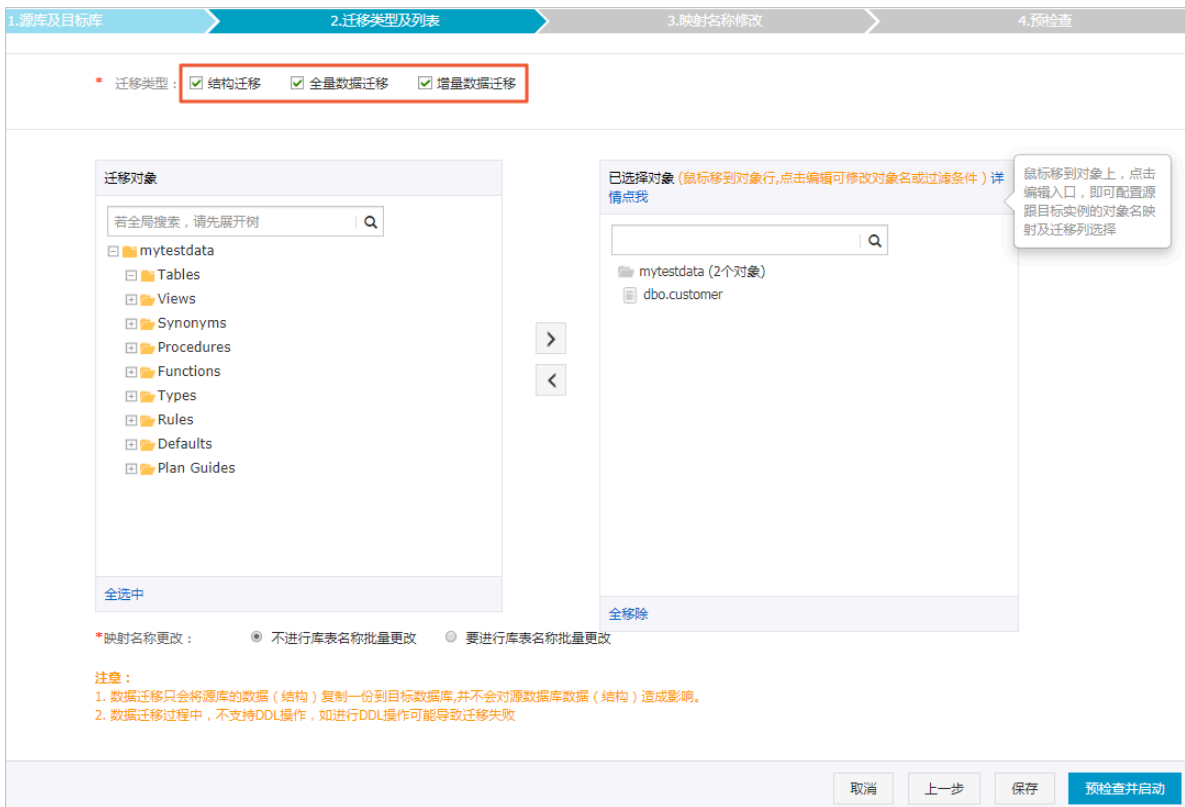 1.源库及目标库
2.迁移类型及列表
3.映射名称修改
4.预检查
* 迁移类型： 结构迁移 全量数据迁移 增量数据迁移
迁移对象
若全局搜索，请先展开树
mytestdata
Tables
Views
Synonyms
Procedures
Functions
Types
Rules
Defaults
Plan Guides
全选中
已选择对象 (鼠标移到对象行,点击编辑可修改对象名或过滤条件）详
情点我
mytestdata (2个对象)
dbo.customer
全移除
鼠标移到对象上，点击
编辑入口，即可配置源
跟目标实例的对象名映
射及迁移列选择
*映射名称更改： 不进行库表名称批量更改 要进行库表名称批量更改
注意：
1. 数据迁移只会将源库的数据（结构）复制一份到目标数据库,并不会对源数据库数据（结构）造成影响。
2. 数据迁移过程中，不支持DDL操作，如进行DDL操作可能导致迁移失败
取消 上一步 保存 预检查并启动